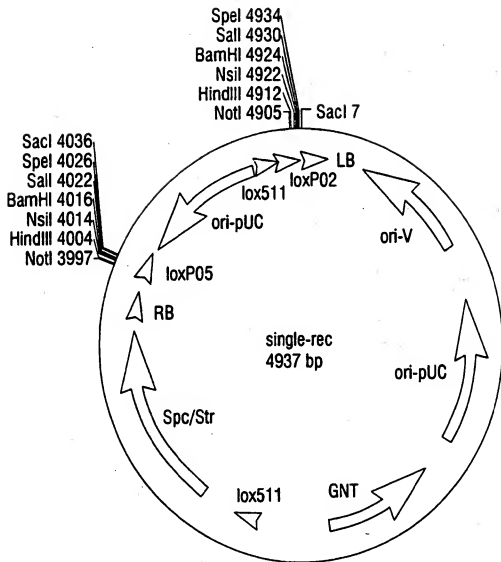 SpeI 4934
SalI 4930
BamHI 4924
NsiI 4922
HindIII 4912
NotI 4905
SacI 7
SacI 4036
SpeI 4026
SalI 4022
BamHI 4016
NsiI 4014
HindIII 4004
NotI 3997
LB
loxP02
lox511
ori-pUC
ori-V
loxP05
RB
single-rec
4937 bp
ori-pUC
Spc/Str
lox511
GNT